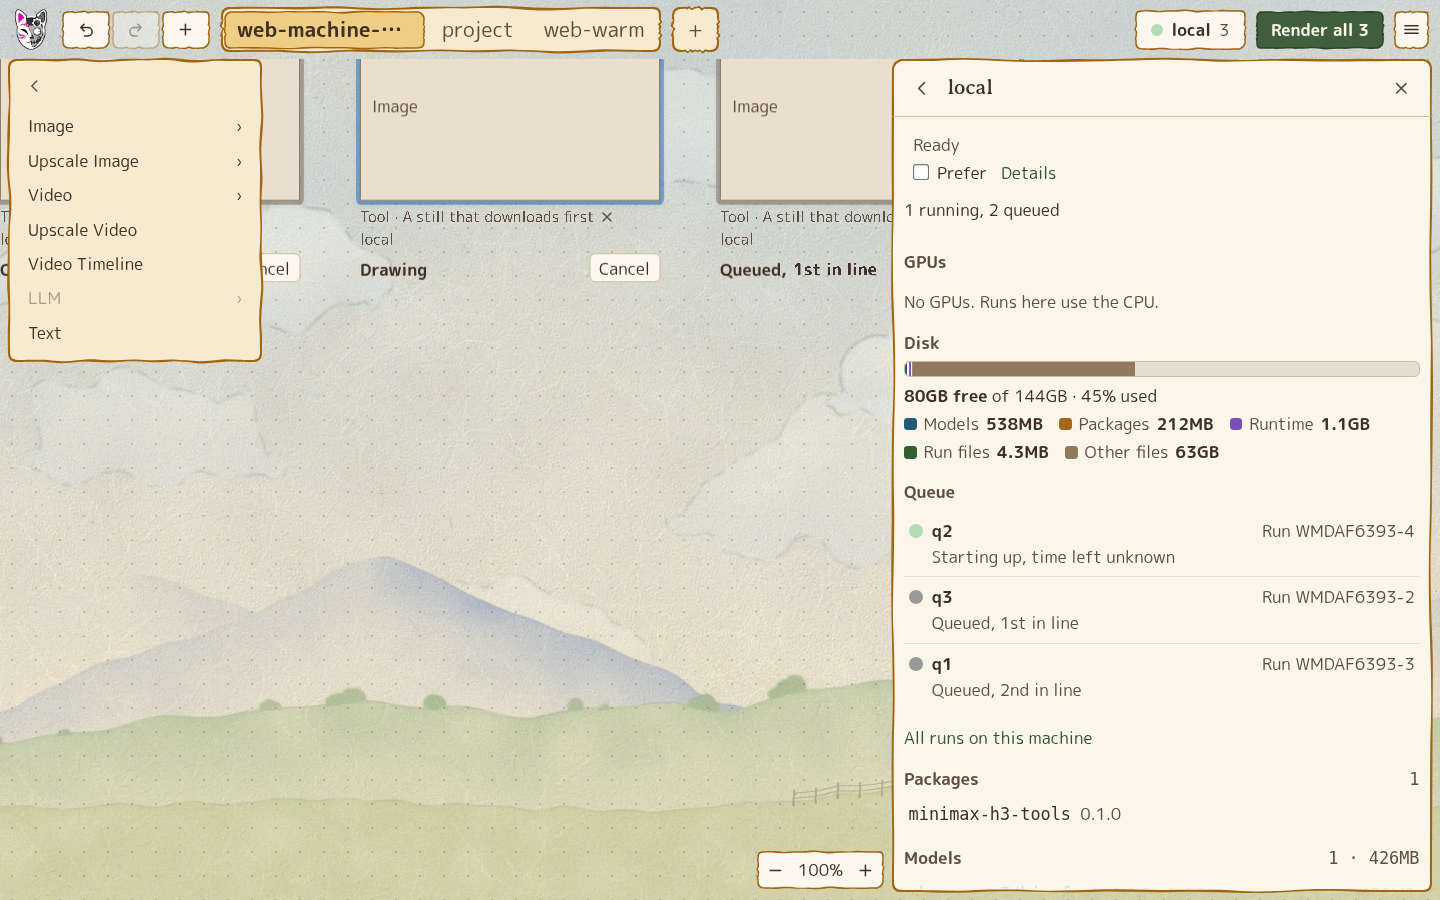 web-machine-···
project
web-warm
local 3
Render all 3
Image
Upscale Image
Video
Upscale Video
Video Timeline
LLM
Text
Image
Tool · A still that downloads first
local
Drawing
Cancel
Image
Tool · A still that downlo
local
Queued, 1st in line
100%
local
Ready
Prefer Details
1 running, 2 queued
GPUs
No GPUs. Runs here use the CPU.
Disk
80GB free of 144GB · 45% used
Models 538MB Packages 212MB Runtime 1.1GB
Run files 4.3MB Other files 63GB
Queue
q2 Run WMDAF6393-4
Starting up, time left unknown
q3 Run WMDAF6393-2
Queued, 1st in line
q1 Run WMDAF6393-3
Queued, 2nd in line
All runs on this machine
Packages 1
minimax-h3-tools 0.1.0
Models 1 · 426MB